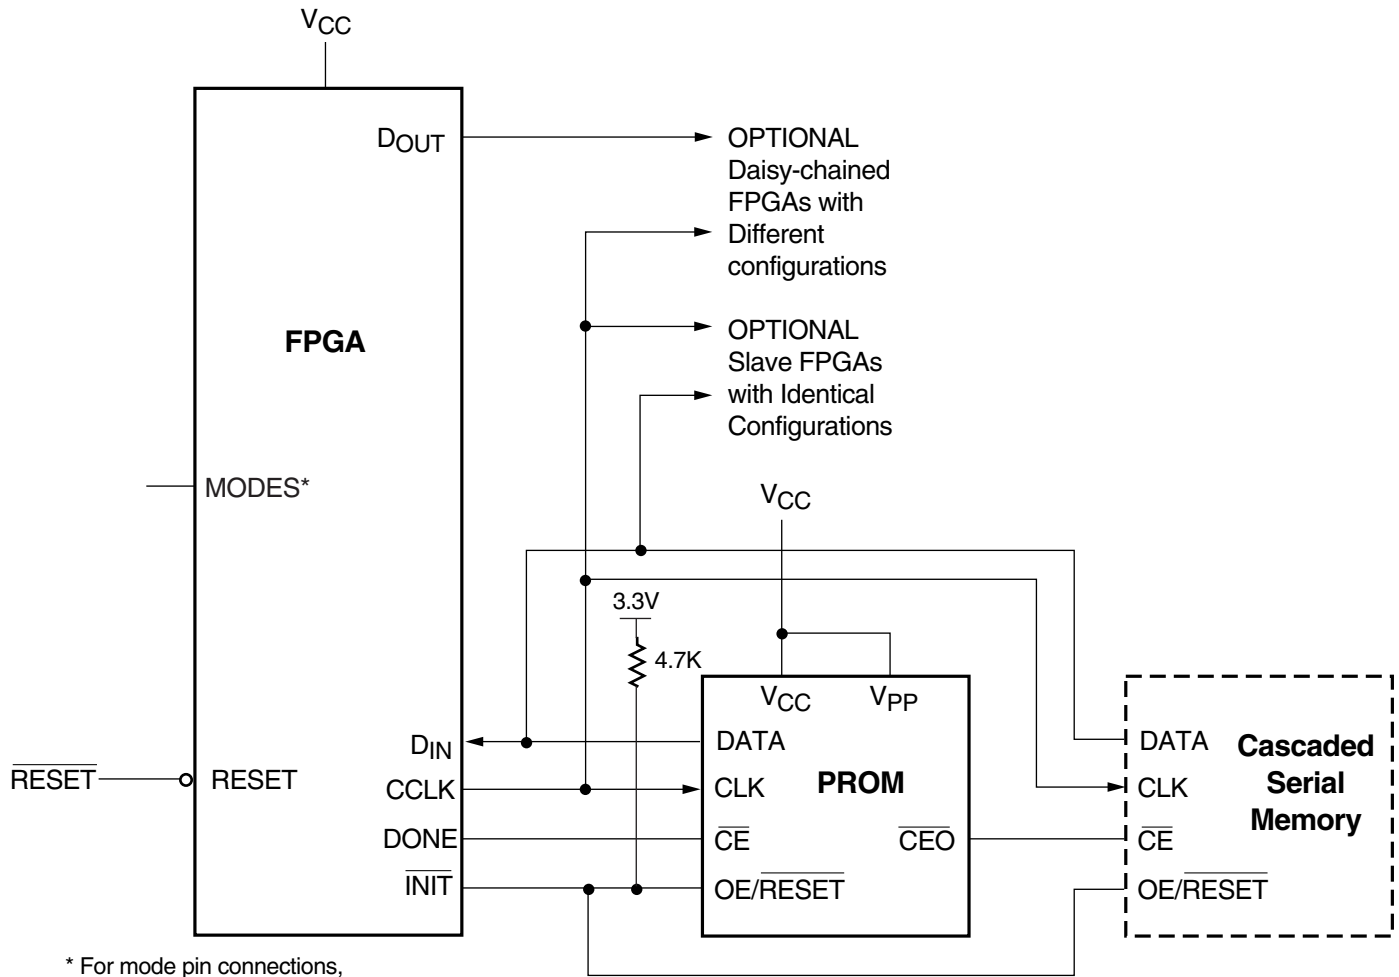 VCC
DOUT
OPTIONAL
Daisy-chained
FPGAs with
Different
configurations
FPGA
OPTIONAL
Slave FPGAs
with Identical
Configurations
MODES*
VCC
3.3V
4.7K
VCC
VPP
DIN
DATA
DATA
Cascaded
Serial
Memory
RESET
RESET
CCLK
CLK
PROM
CLK
DONE
CE
CEO
CE
INIT
OE/RESET
OE/RESET
* For mode pin connections,